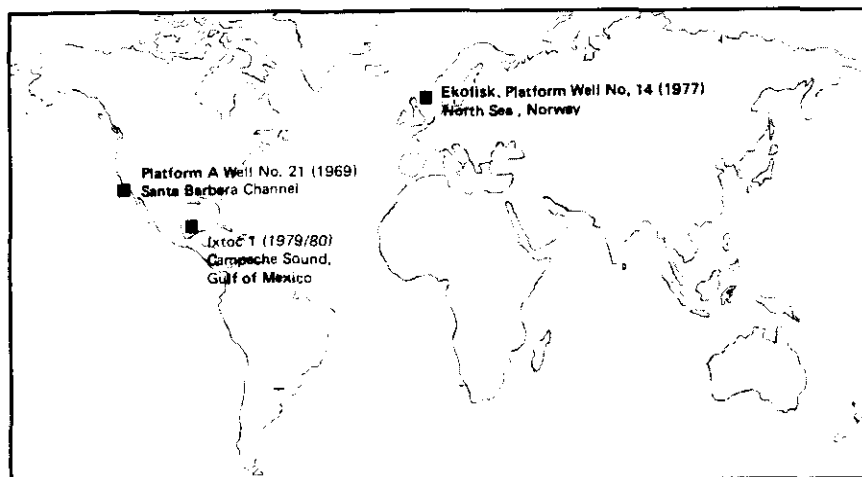 Ekofisk, Platform Well No. 14 (1977)
North Sea, Norway
Platform A Well No. 21 (1969)
Santa Barbara Channel
Ixtoc 1 (1979/80)
Campeche Sound,
Gulf of Mexico